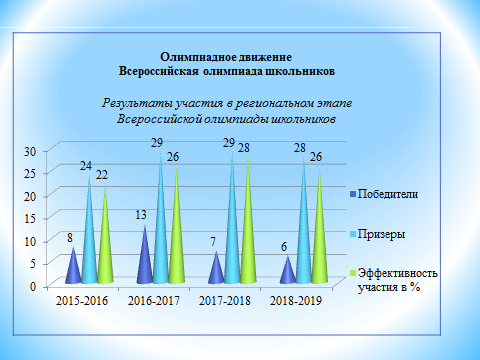 Олимпиадное движение
Всероссийская олимпиада школьников
Результаты участия в региональном этапе
Всероссийской олимпиады школьников
30
25
20
15
10
5
0
8
24
22
13
29
26
7
29
28
6
28
26
2015-2016
2016-2017
2017-2018
2018-2019
Победители
Призеры
Эффективность
участия в %